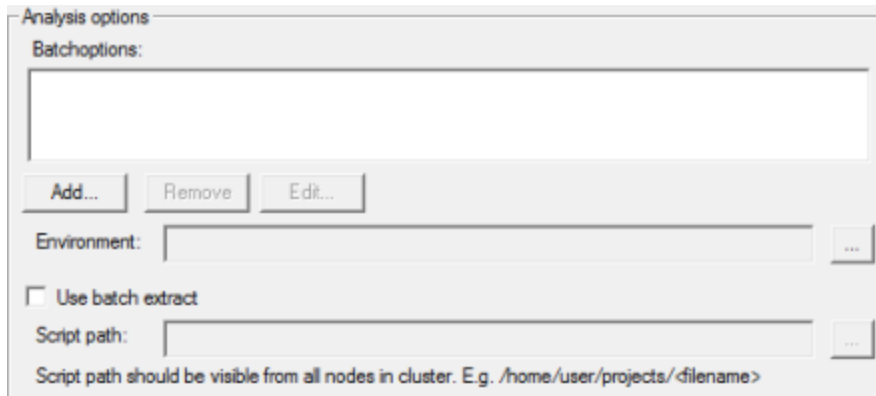 Analysis options
Batchoptions:
Add... Remove Edit...
Environment: ...
Use batch extract
Script path: ...
Script path should be visible from all nodes in cluster. E.g. /home/user/projects/<filename>